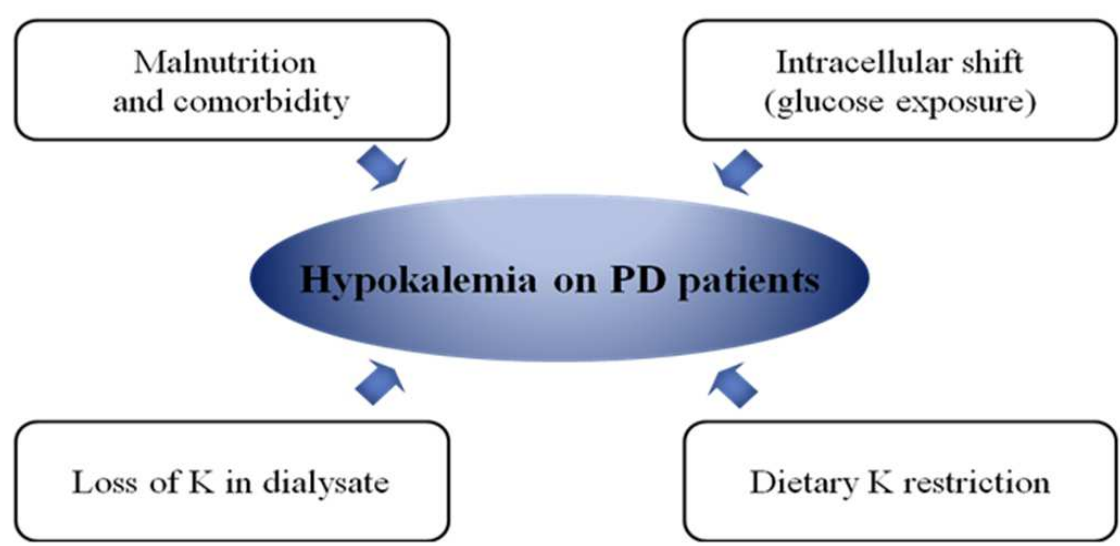 Malnutrition
and comorbidity
Intracellular shift
(glucose exposure)
Hypokalemia on PD patients
Loss of K in dialysate
Dietary K restriction